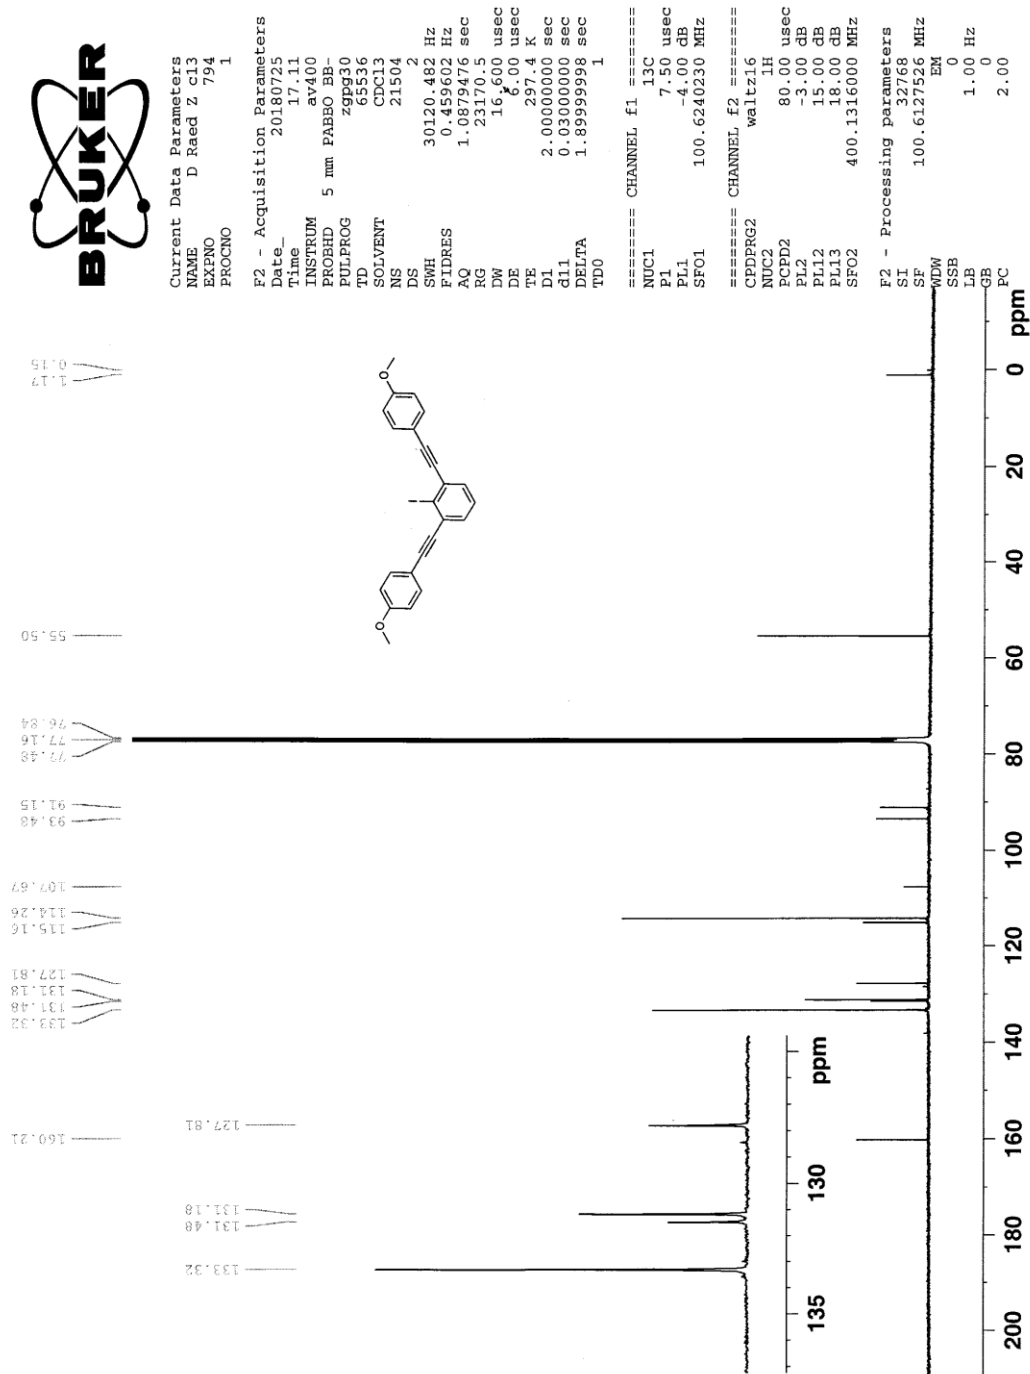 BRUKER
Current Data Parameters
NAME D Raed Z c13
EXPNO 794
PROCNO 1
F2 - Acquisition Parameters
Date_ 20180725
Time 17.11
INSTRUM av400
PROBHD 5 mm PABBO BB-
PULPROG zgpg30
TD 65536
SOLVENT CDCl3
NS 21504
DS 2
SWH 30120.482 Hz
FIDRES 0.459602 Hz
AQ 1.0879476 sec
RG 23170.5
DW 16.600 usec
DE 6.00 usec
TE 297.4 K
D1 2.00000000 sec
d11 0.03000000 sec
DELTA 1.89999998 sec
TD0 1
======== CHANNEL f1 ========
NUC1 13C
P1 7.50 usec
PL1 -4.00 dB
SFO1 100.6240230 MHz
======== CHANNEL f2 ========
CPDPRG2 waltz16
NUC2 1H
PCPD2 80.00 usec
PL2 -3.00 dB
PL12 15.00 dB
PL13 18.00 dB
SFO2 400.1316000 MHz
F2 - Processing parameters
SI 32768
SF 100.6127526 MHz
WDW EM
SSB 0
LB 1.00 Hz
GB 0
PC 2.00
160.21
133.32
131.48
131.18
127.81
115.16
114.26
107.67
93.48
91.15
77.48
77.16
76.84
55.50
1.17
0.15
O
I
O
133.32
131.48
131.18
127.81
135 130 ppm
200 180 160 140 120 100 80 60 40 20 0 ppm